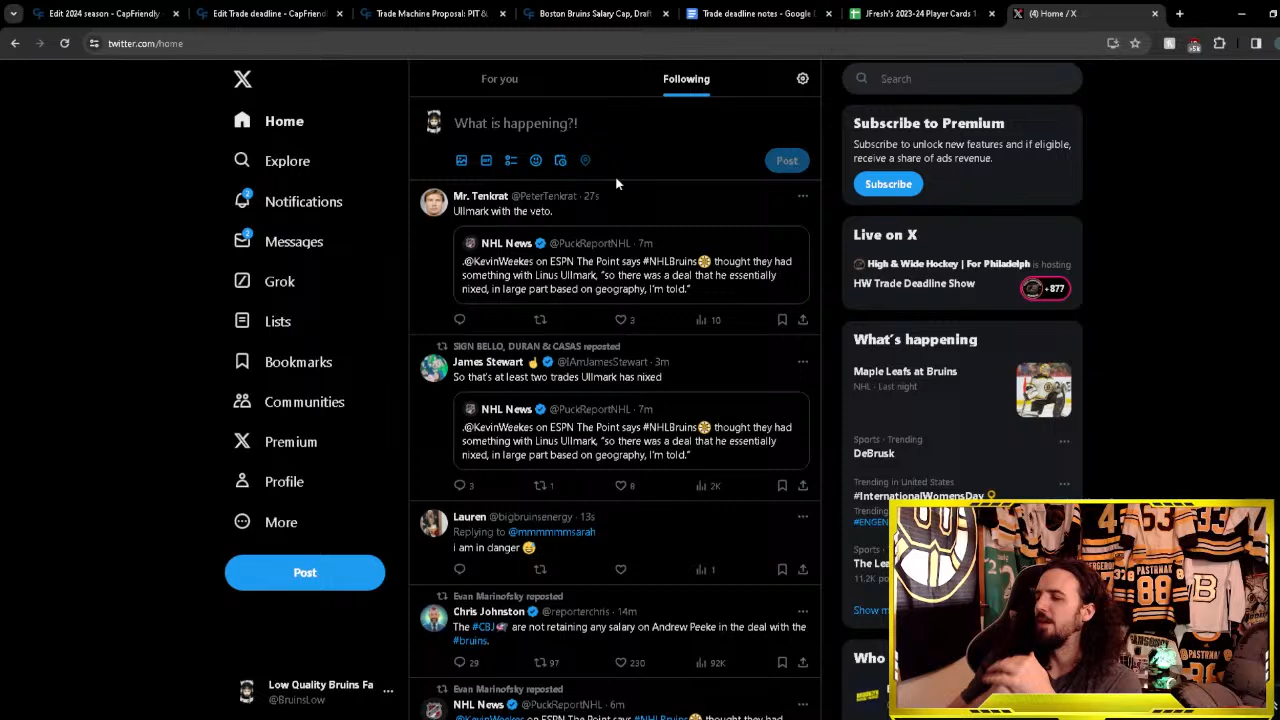 Edit 2024 season - CapFriendly
Edit Trade deadline - CapFriend
Trade Machine Proposal: PIT &
Boston Bruins Salary Cap, Draft
Trade deadline notes - Google D
JFresh's 2023-24 Player Cards 1
(4) Home / X
twitter.com/home
+5k
For you
Following
Search
Home
What is happening?!
Subscribe to Premium
Subscribe to unlock new features and if eligible,
receive a share of ads revenue.
Explore
Post
Subscribe
Notifications
2
Mr. Tenkrat @PeterTenkrat · 27s
Ullmark with the veto.
Live on X
Messages
2
NHL News @PuckReportNHL · 7m
.@KevinWeekes on ESPN The Point says #NHLBruins thought they had
something with Linus Ullmark, "so there was a deal that he essentially
nixed, in large part based on geography, I'm told."
High & Wide Hockey | For Philadelph is hosting
HW Trade Deadline Show
+877
Grok
3
10
Lists
What's happening
SIGN BELLO, DURAN & CASAS reposted
James Stewart @IAmJamesStewart · 3m
So that's at least two trades Ullmark has nixed
Bookmarks
Maple Leafs at Bruins
NHL · Last night
Communities
NHL News @PuckReportNHL · 7m
.@KevinWeekes on ESPN The Point says #NHLBruins thought they had
something with Linus Ullmark, "so there was a deal that he essentially
nixed, in large part based on geography, I'm told."
Premium
Sports · Trending
DeBrusk
Profile
3
1
8
2K
Trending in United States
#InternationalWomensDay
Trending
#ENGEN
More
Lauren @bigbruinsenergy · 13s
Replying to @mmmmmmsarah
i am in danger
Sports
The Lea
11.2K po
1
Post
Show m
Evan Marinofsky reposted
Chris Johnston @reporterchris · 14m
The #CBJ are not retaining any salary on Andrew Peeke in the deal with the
#bruins.
29
97
230
92K
Who
Evan Marinofsky reposted
NHL News @PuckReportNHL · 6m
Low Quality Bruins Fa
@BruinsLow
PASTRNAK
88
PASTRNAK
B